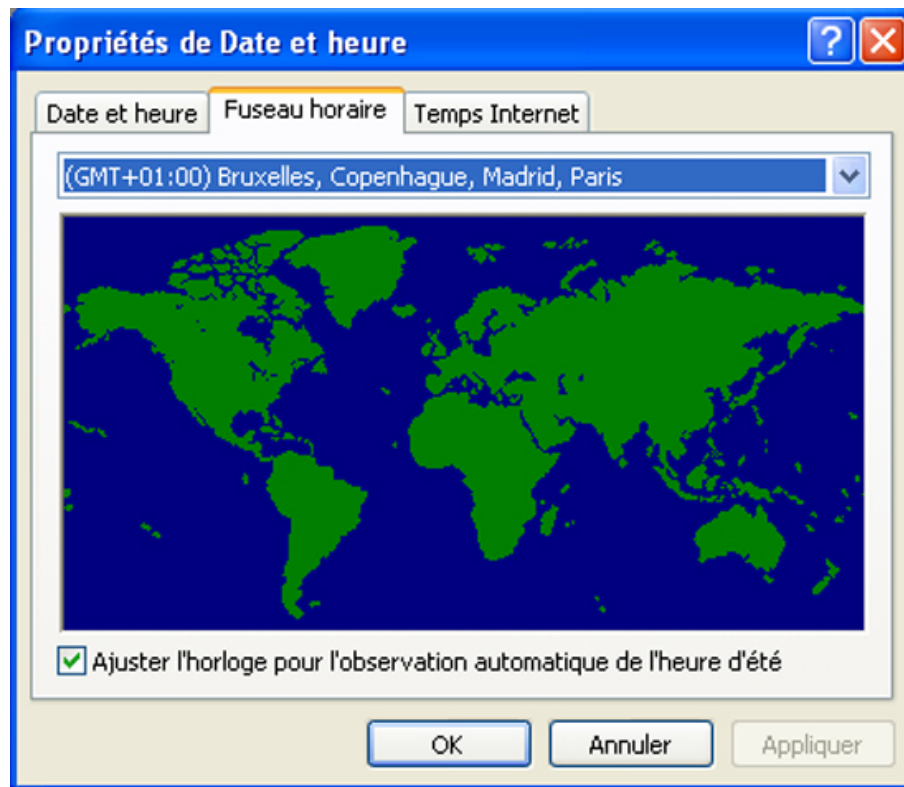 Propriétés de Date et heure
Date et heure Fuseau horaire Temps Internet
(GMT+01:00) Bruxelles, Copenhague, Madrid, Paris
Ajuster l'horloge pour l'observation automatique de l'heure d'été
OK Annuler Appliquer